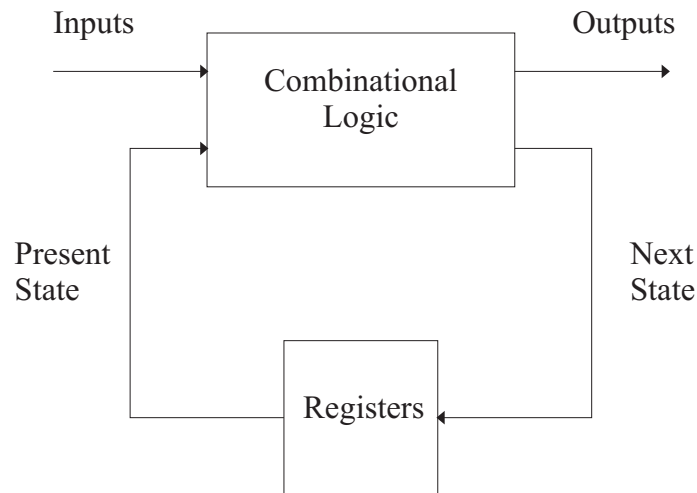 Inputs
Outputs
Combinational
Logic
Present
State
Next
State
Registers